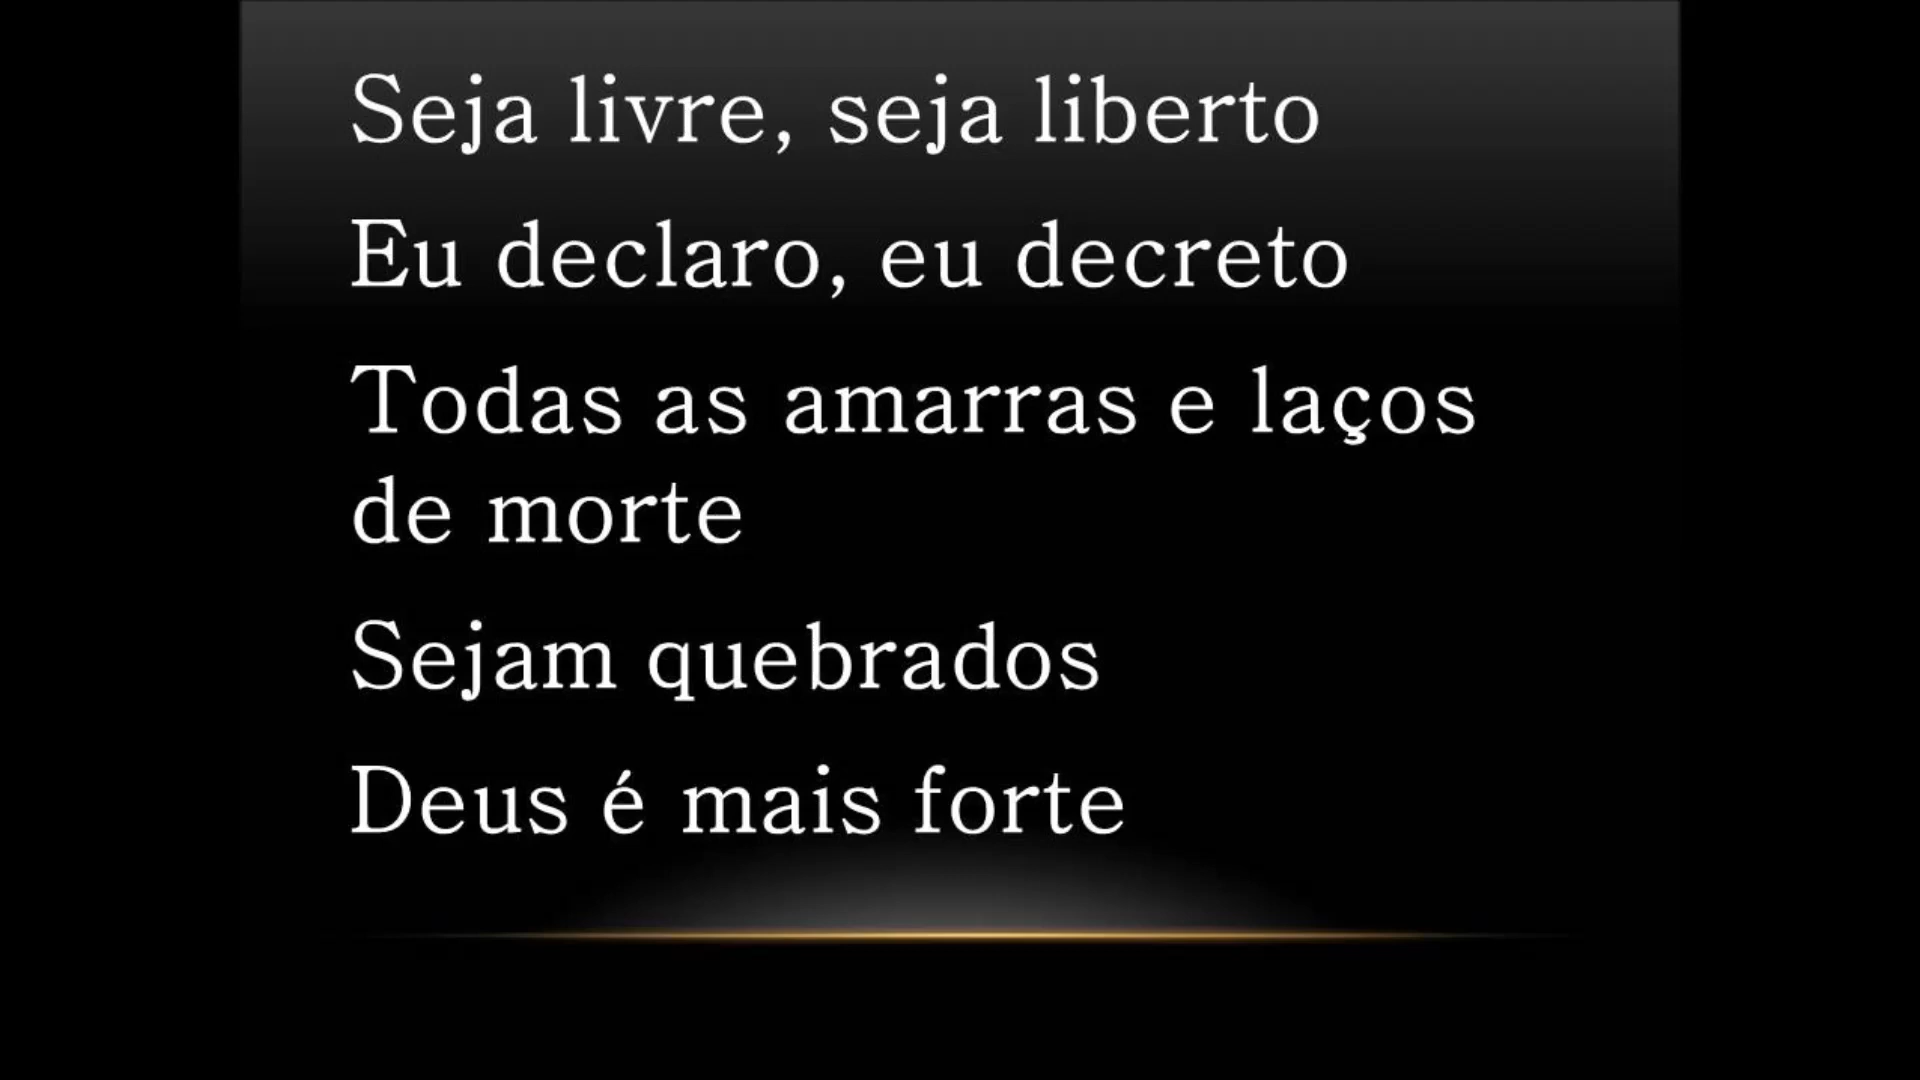 Seja livre, seja liberto
Eu declaro, eu decreto
Todas as amarras e laços
de morte
Sejam quebrados
Deus é mais forte